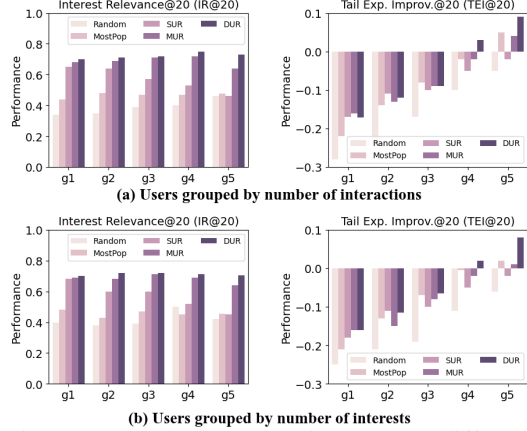 Interest Relevance@20 (IR@20)
1.0
0.8
0.6
0.4
0.2
0.0
Performance
Random
MostPop
SUR
MUR
DUR
g1 g2 g3 g4 g5
Tail Exp. Improv.@20 (TEI@20)
0.1
0.0
−0.1
−0.2
−0.3
Performance
Random
MostPop
SUR
MUR
DUR
g1 g2 g3 g4 g5
(a) Users grouped by number of interactions
Interest Relevance@20 (IR@20)
1.0
0.8
0.6
0.4
0.2
0.0
Performance
Random
MostPop
SUR
MUR
DUR
g1 g2 g3 g4 g5
Tail Exp. Improv.@20 (TEI@20)
0.1
0.0
−0.1
−0.2
−0.3
Performance
Random
MostPop
SUR
MUR
DUR
g1 g2 g3 g4 g5
(b) Users grouped by number of interests